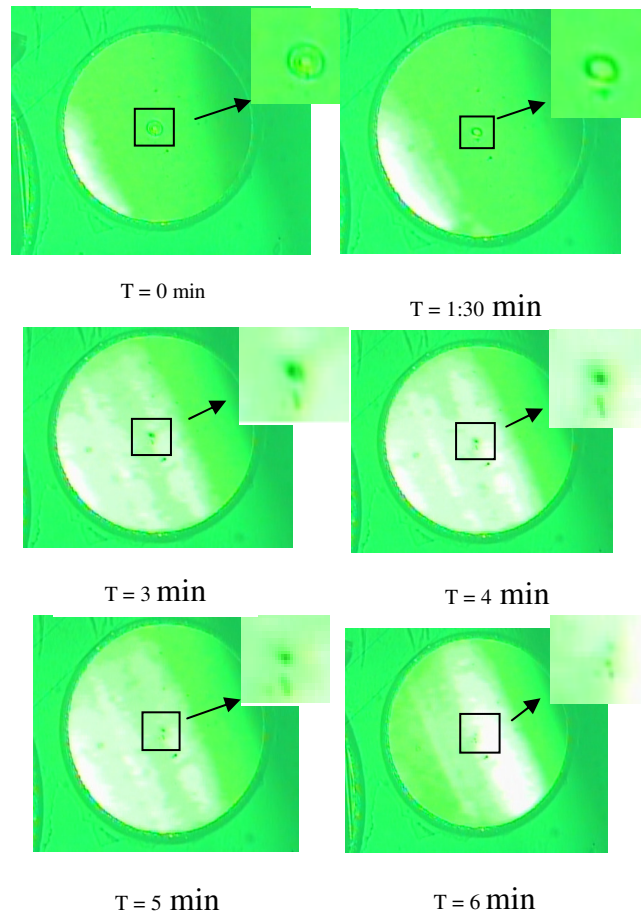 T = 0 min
T = 1:30 min
T = 3 min
T = 4 min
T = 5 min
T = 6 min